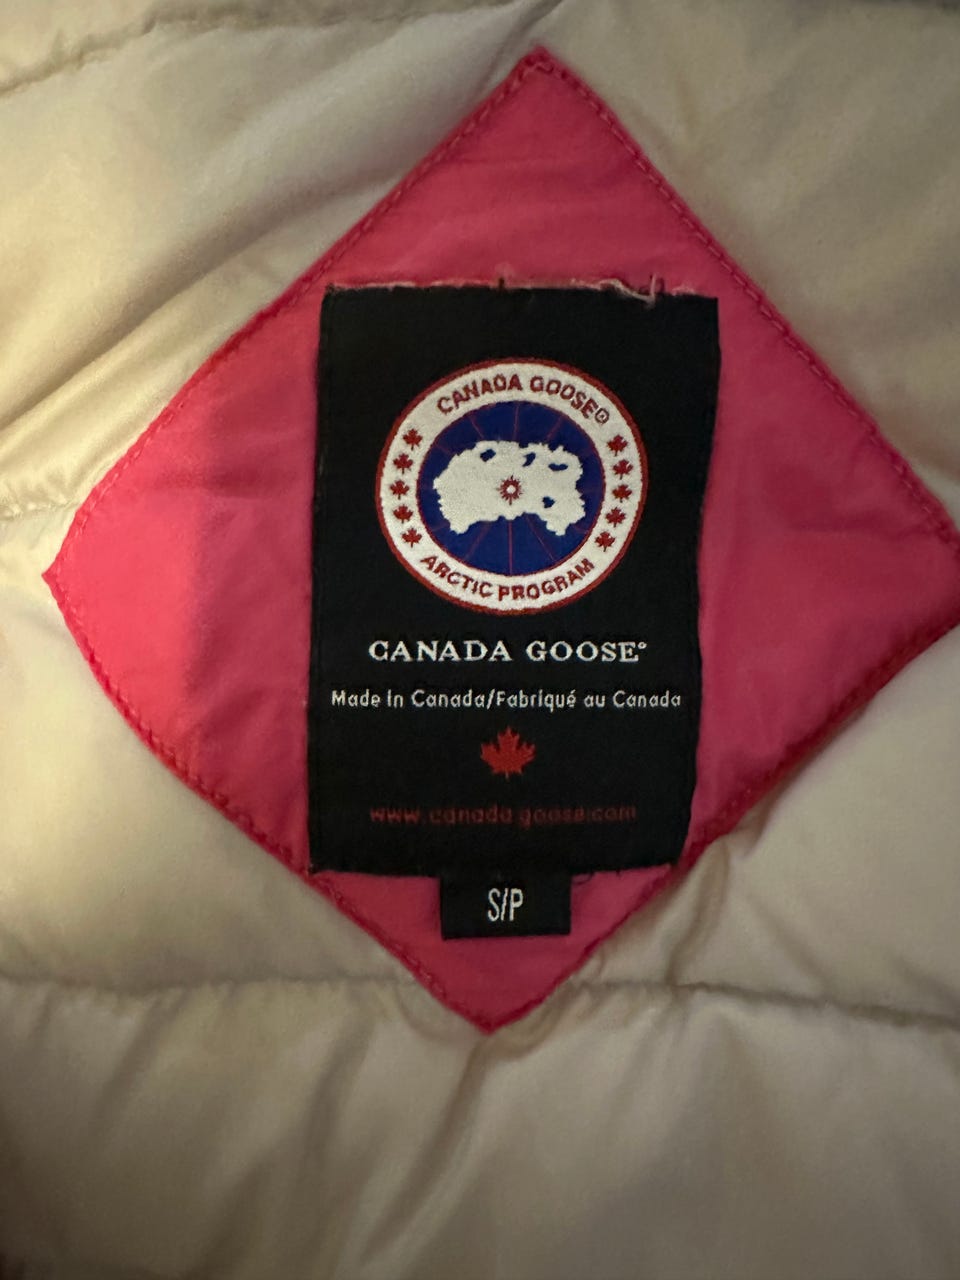 CANADA GOOSE®
ARCTIC PROGRAM
CANADA GOOSE®
Made in Canada/Fabriqué au Canada
www.canada-goose.com
S/P